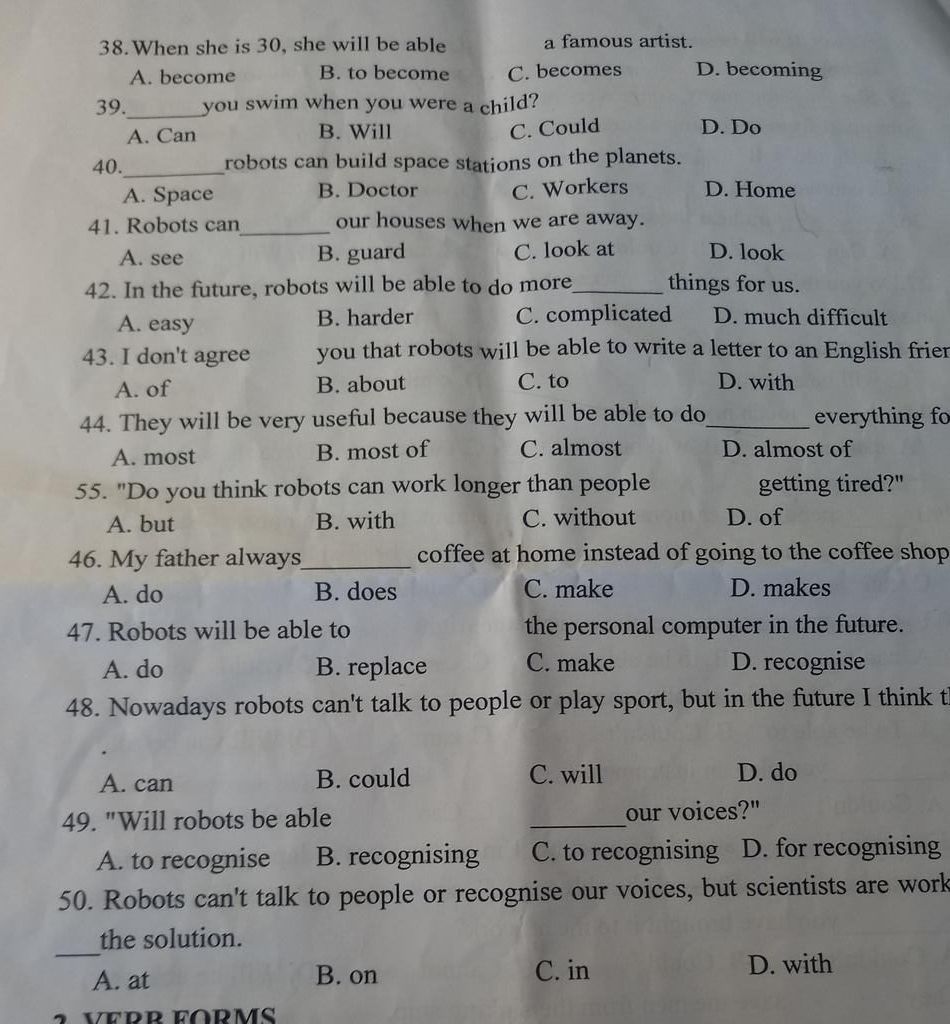 38. When she is 30, she will be able a famous artist.
A. become B. to become C. becomes D. becoming
39.______you swim when you were a child?
A. Can B. Will C. Could D. Do
40.________robots can build space stations on the planets.
A. Space B. Doctor C. Workers D. Home
41. Robots can_______ our houses when we are away.
A. see B. guard C. look at D. look
42. In the future, robots will be able to do more_______ things for us.
A. easy B. harder C. complicated D. much difficult
43. I don't agree you that robots will be able to write a letter to an English
A. of B. about C. to D. with
44. They will be very useful because they will be able to do________ everything
A. most B. most of C. almost D. almost of
55. "Do you think robots can work longer than people getting tired?"
A. but B. with C. without D. of
46. My father always_________ coffee at home instead of going to the coffee shop
A. do B. does C. make D. makes
47. Robots will be able to the personal computer in the future.
A. do B. replace C. make D. recognise
48. Nowadays robots can't talk to people or play sport, but in the future I think
.
A. can B. could C. will D. do
49. "Will robots be able _______our voices?"
A. to recognise B. recognising C. to recognising D. for recognising
50. Robots can't talk to people or recognise our voices, but scientists are work
___the solution.
A. at B. on C. in D. with
2. VERB FORMS